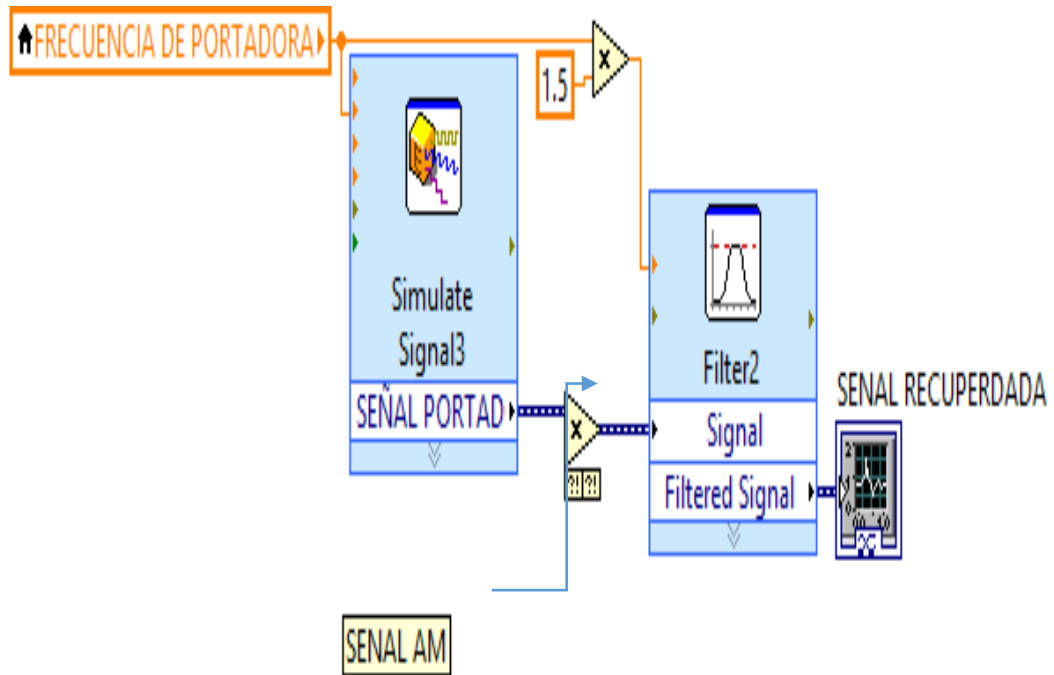 FRECUENCIA DE PORTADORA
x
1.5
Simulate
Signal3
SEÑAL PORTAD
x
?! ?!
Filter2
Signal
Filtered Signal
SENAL RECUPERDADA
SENAL AM